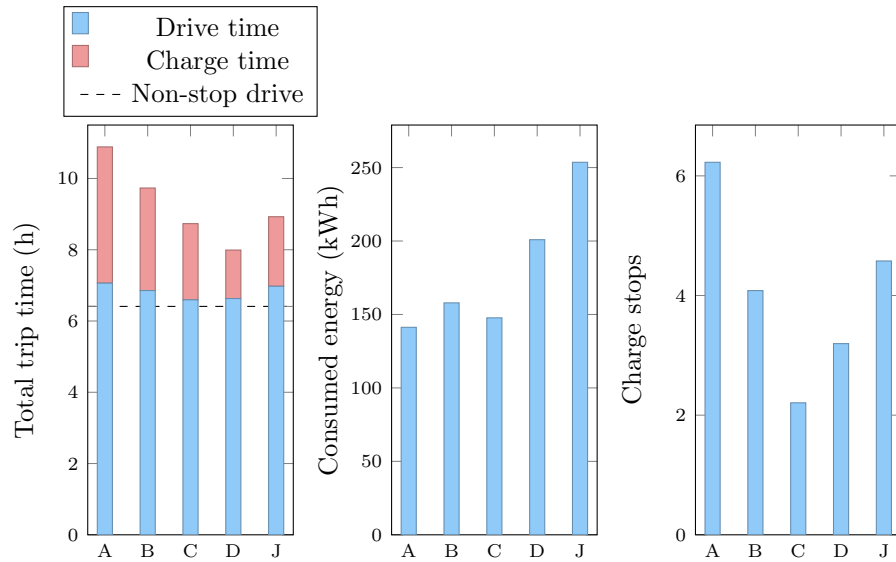 Drive time
Charge time
Non-stop drive
Total trip time (h)
10
8
6
4
2
0
A B C D J
Consumed energy (kWh)
250
200
150
100
50
0
A B C D J
Charge stops
6
4
2
0
A B C D J